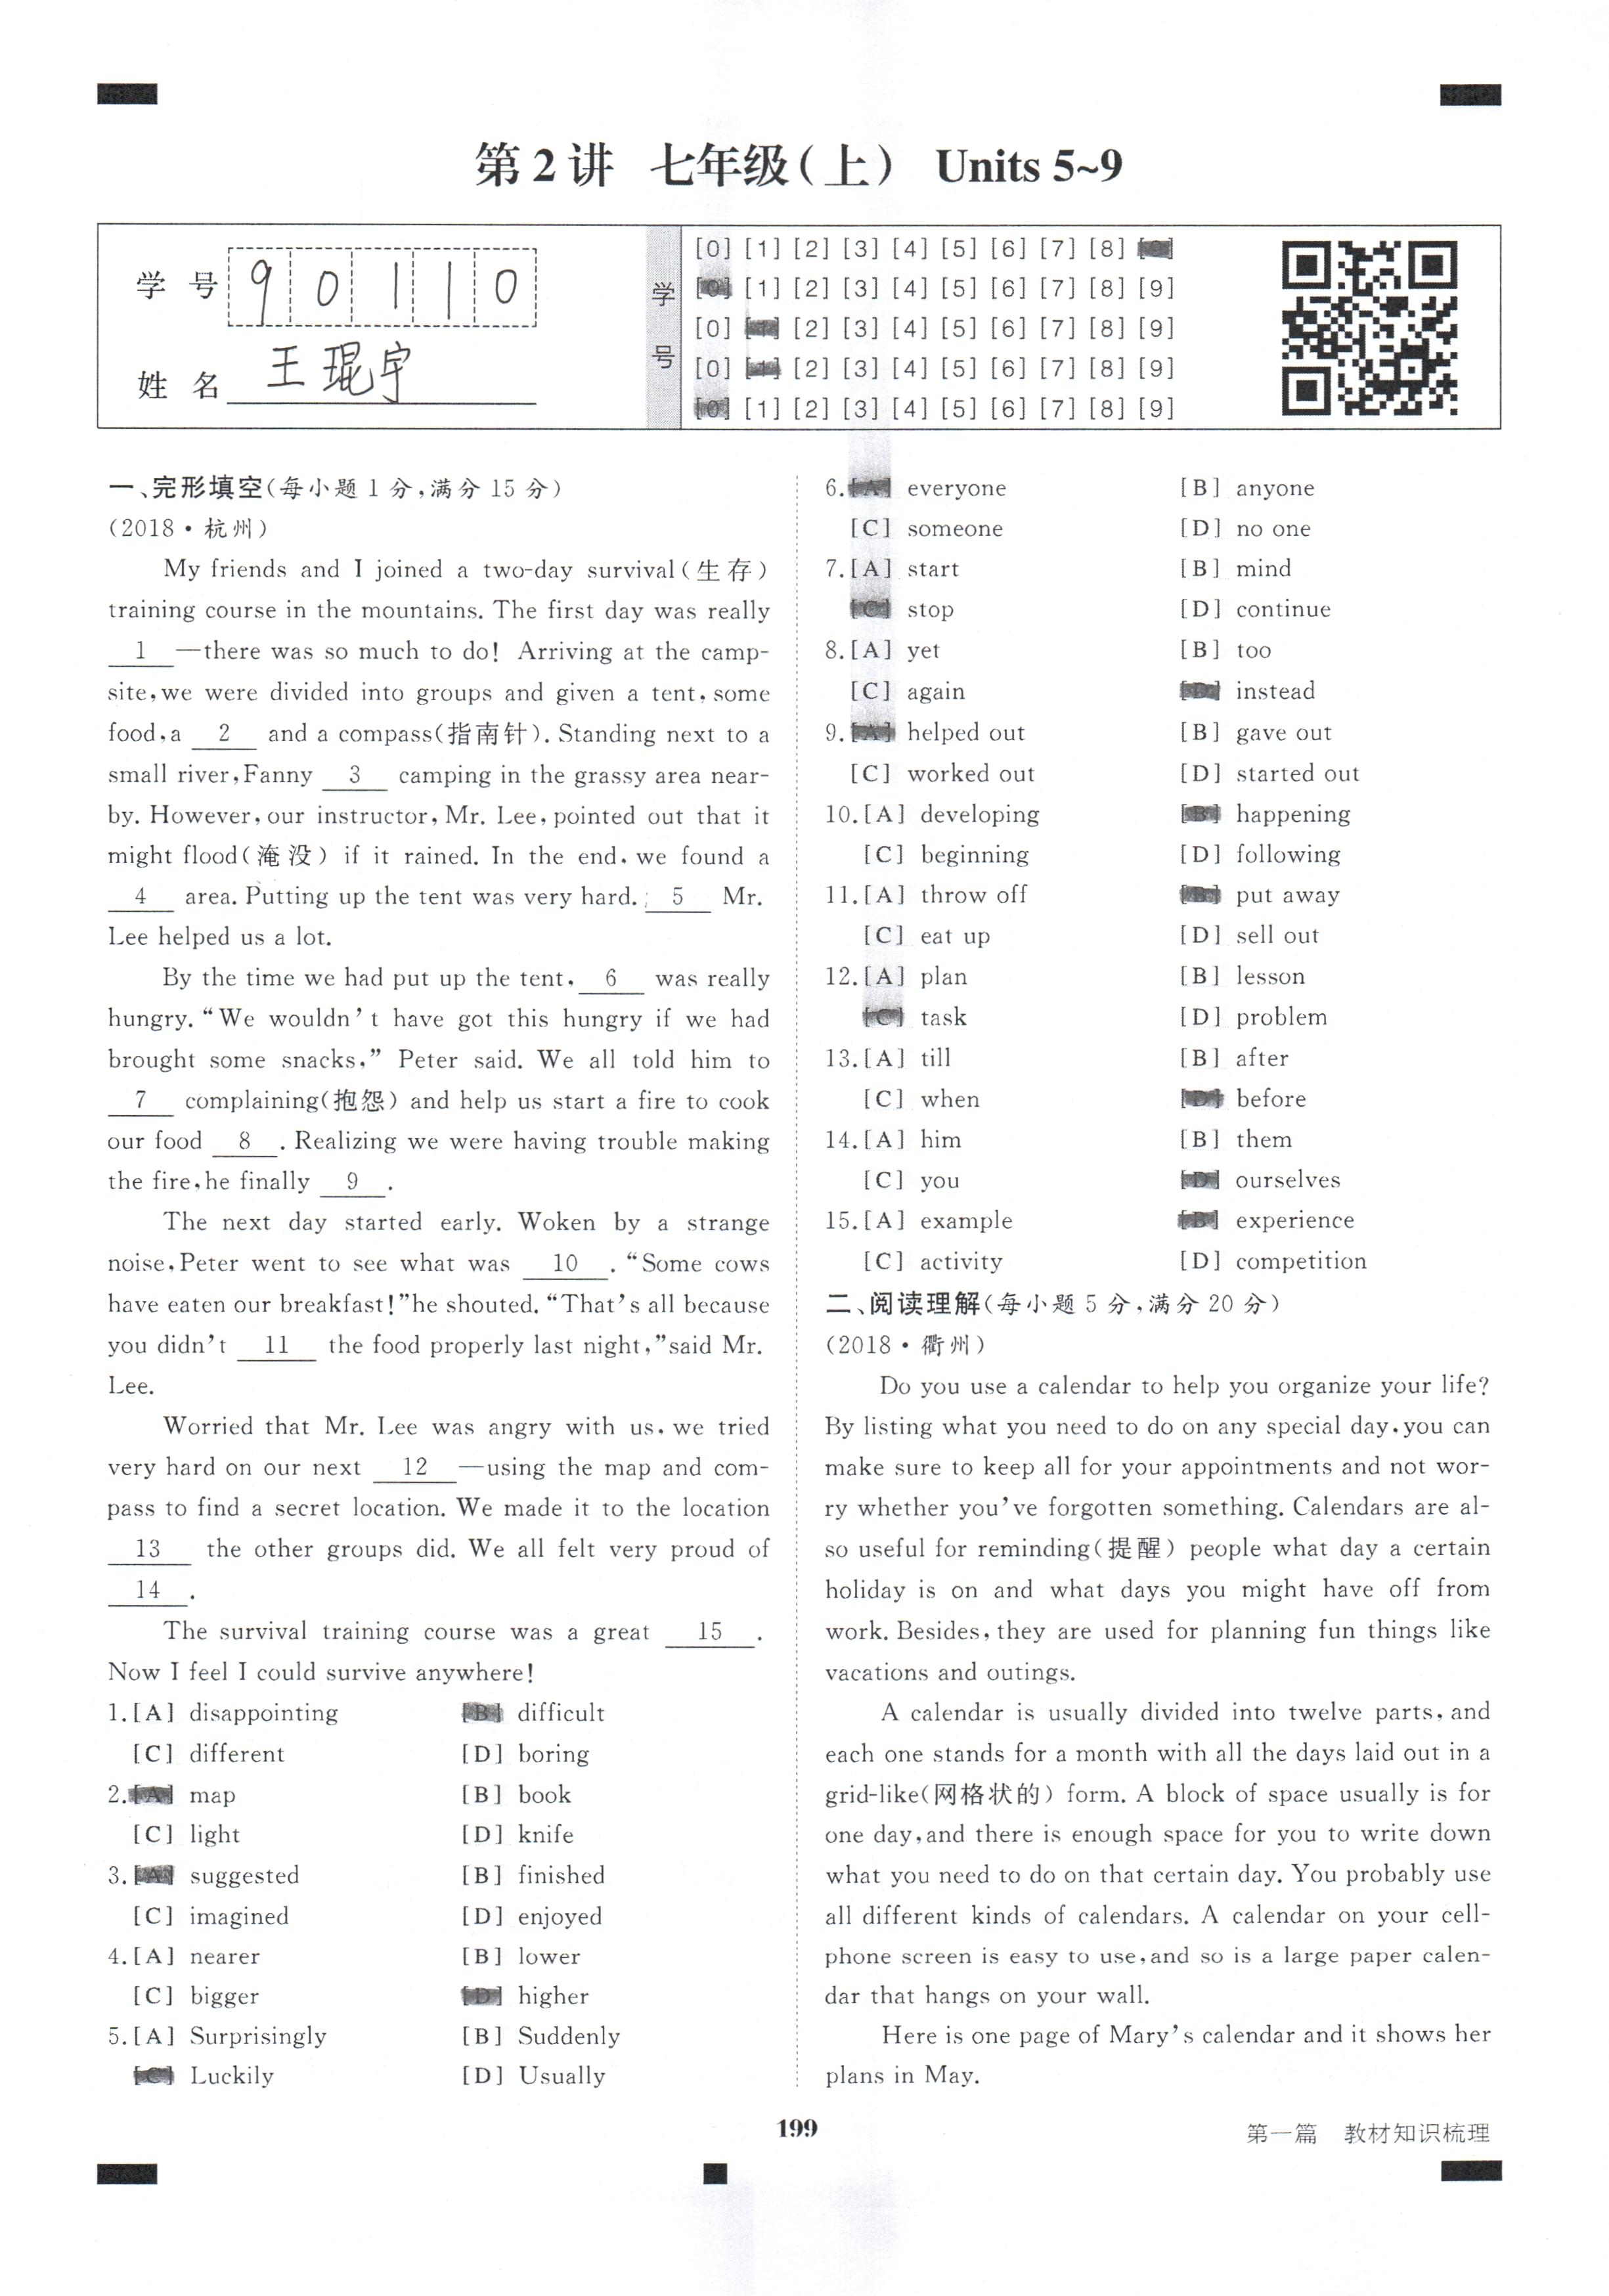 第2讲 七年级(上) Units 5~9
学 号 9 0 1 1 0
姓 名 王琨宇
学号
[0] [1] [2] [3] [4] [5] [6] [7] [8] [9]
[0] [1] [2] [3] [4] [5] [6] [7] [8] [9]
[0] [1] [2] [3] [4] [5] [6] [7] [8] [9]
[0] [1] [2] [3] [4] [5] [6] [7] [8] [9]
[0] [1] [2] [3] [4] [5] [6] [7] [8] [9]
一、完形填空(每小题1分,满分15分)
(2018·杭州)
My friends and I joined a two-day survival(生存)
training course in the mountains. The first day was really
1 —there was so much to do! Arriving at the camp-
site, we were divided into groups and given a tent, some
food, a 2 and a compass(指南针). Standing next to a
small river, Fanny 3 camping in the grassy area near-
by. However, our instructor, Mr. Lee, pointed out that it
might flood(淹没) if it rained. In the end, we found a
4 area. Putting up the tent was very hard. 5 Mr.
Lee helped us a lot.
By the time we had put up the tent, 6 was really
hungry. “We wouldn’t have got this hungry if we had
brought some snacks,” Peter said. We all told him to
7 complaining(抱怨) and help us start a fire to cook
our food 8 . Realizing we were having trouble making
the fire, he finally 9 .
The next day started early. Woken by a strange
noise, Peter went to see what was 10 . “Some cows
have eaten our breakfast!”he shouted. “That’s all because
you didn’t 11 the food properly last night,”said Mr.
Lee.
Worried that Mr. Lee was angry with us, we tried
very hard on our next 12 —using the map and com-
pass to find a secret location. We made it to the location
13 the other groups did. We all felt very proud of
14 .
The survival training course was a great 15 .
Now I feel I could survive anywhere!
1. [A] disappointing [B] difficult
[C] different [D] boring
2. [A] map [B] book
[C] light [D] knife
3. [A] suggested [B] finished
[C] imagined [D] enjoyed
4. [A] nearer [B] lower
[C] bigger [D] higher
5. [A] Surprisingly [B] Suddenly
[C] Luckily [D] Usually
6. [A] everyone [B] anyone
[C] someone [D] no one
7. [A] start [B] mind
[C] stop [D] continue
8. [A] yet [B] too
[C] again [D] instead
9. [A] helped out [B] gave out
[C] worked out [D] started out
10. [A] developing [B] happening
[C] beginning [D] following
11. [A] throw off [B] put away
[C] eat up [D] sell out
12. [A] plan [B] lesson
[C] task [D] problem
13. [A] till [B] after
[C] when [D] before
14. [A] him [B] them
[C] you [D] ourselves
15. [A] example [B] experience
[C] activity [D] competition
二、阅读理解(每小题5分,满分20分)
(2018·衢州)
Do you use a calendar to help you organize your life?
By listing what you need to do on any special day, you can
make sure to keep all for your appointments and not wor-
ry whether you’ve forgotten something. Calendars are al-
so useful for reminding(提醒) people what day a certain
holiday is on and what days you might have off from
work. Besides, they are used for planning fun things like
vacations and outings.
A calendar is usually divided into twelve parts, and
each one stands for a month with all the days laid out in a
grid-like(网格状的) form. A block of space usually is for
one day, and there is enough space for you to write down
what you need to do on that certain day. You probably use
all different kinds of calendars. A calendar on your cell-
phone screen is easy to use, and so is a large paper calen-
dar that hangs on your wall.
Here is one page of Mary’s calendar and it shows her
plans in May.
199
第一篇 教材知识梳理